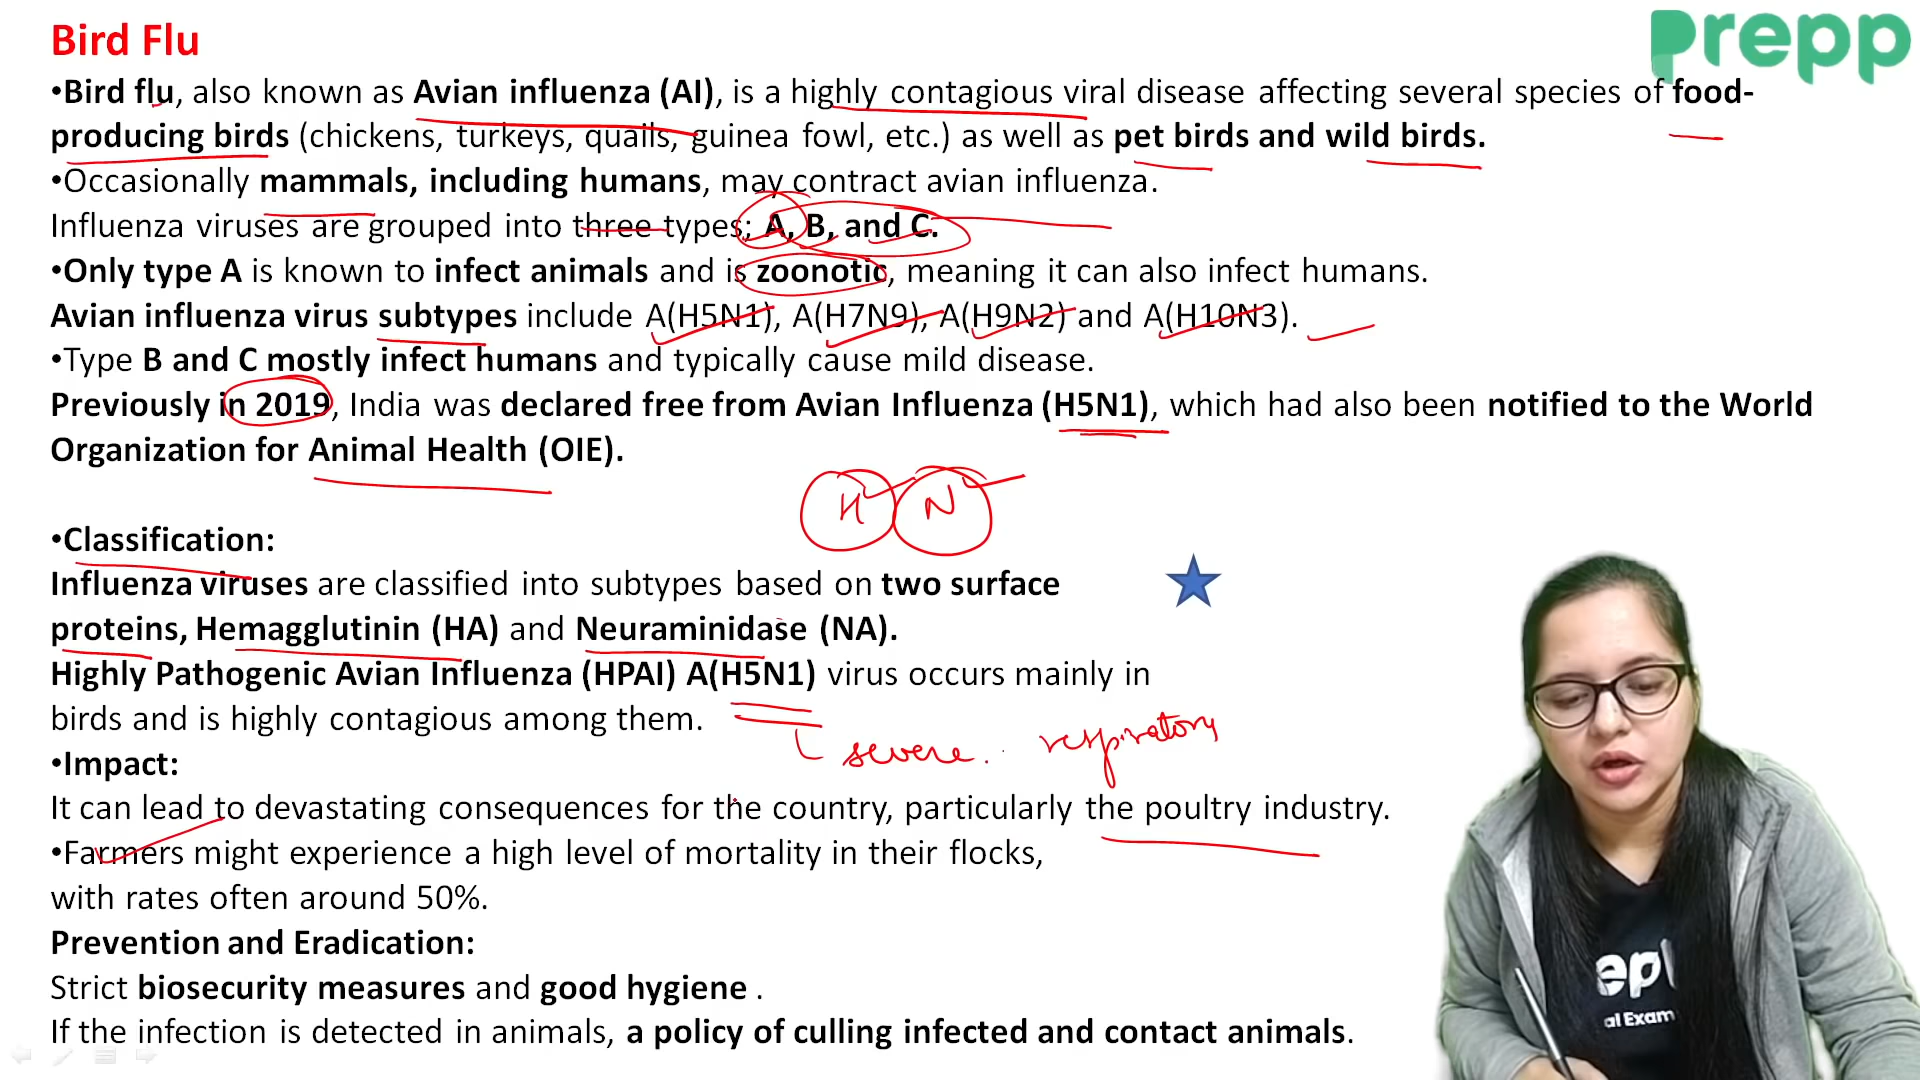 Bird Flu
prepp
•Bird flu, also known as Avian influenza (AI), is a highly contagious viral disease affecting several species of food-
producing birds (chickens, turkeys, quails, guinea fowl, etc.) as well as pet birds and wild birds.
•Occasionally mammals, including humans, may contract avian influenza.
Influenza viruses are grouped into three types; A, B, and C.
•Only type A is known to infect animals and is zoonotic, meaning it can also infect humans.
Avian influenza virus subtypes include A(H5N1), A(H7N9), A(H9N2) and A(H10N3).
•Type B and C mostly infect humans and typically cause mild disease.
Previously in 2019, India was declared free from Avian Influenza (H5N1), which had also been notified to the World
Organization for Animal Health (OIE).
H N
•Classification:
Influenza viruses are classified into subtypes based on two surface
proteins, Hemagglutinin (HA) and Neuraminidase (NA).
Highly Pathogenic Avian Influenza (HPAI) A(H5N1) virus occurs mainly in
birds and is highly contagious among them.
severe. respiratory
•Impact:
It can lead to devastating consequences for the country, particularly the poultry industry.
•Farmers might experience a high level of mortality in their flocks,
with rates often around 50%.
Prevention and Eradication:
Strict biosecurity measures and good hygiene .
If the infection is detected in animals, a policy of culling infected and contact animals.
epl
al Exam